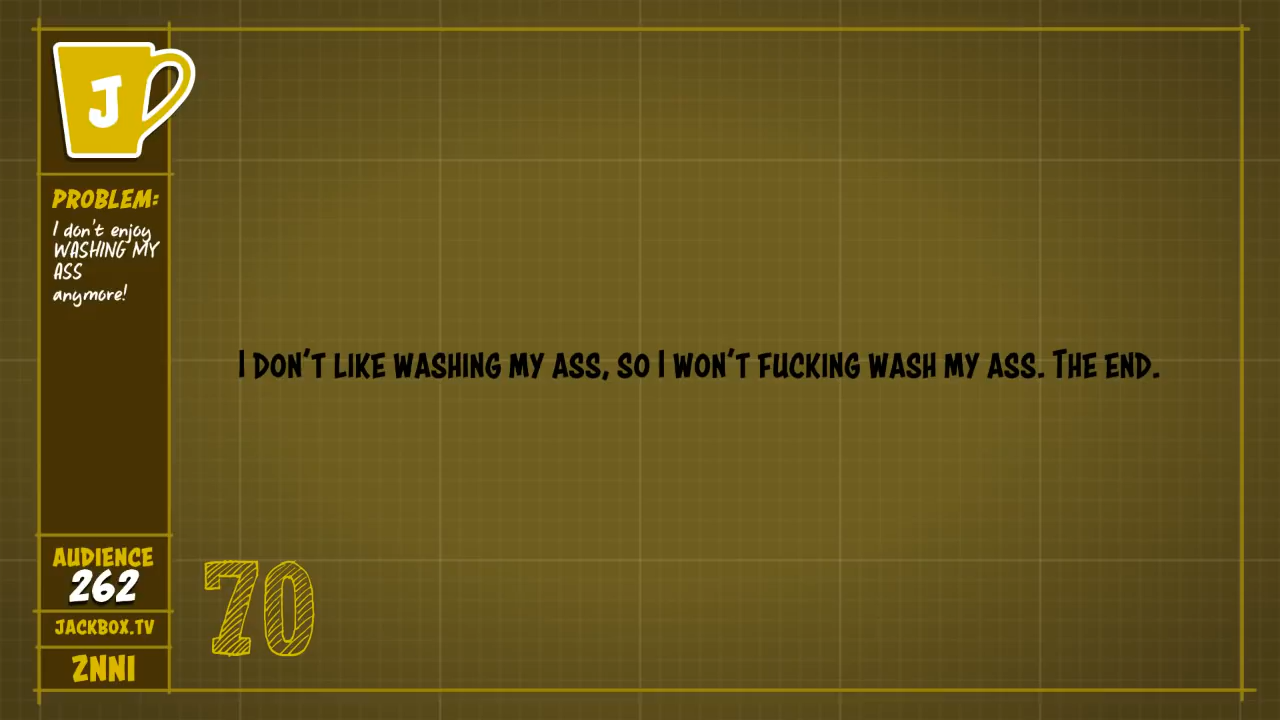 J
PROBLEM:
I don't enjoy
WASHING MY
ASS
anymore!
I DON'T LIKE WASHING MY ASS, SO I WON'T FUCKING WASH MY ASS. THE END.
AUDIENCE
262
JACKBOX.TV
ZNNI
70